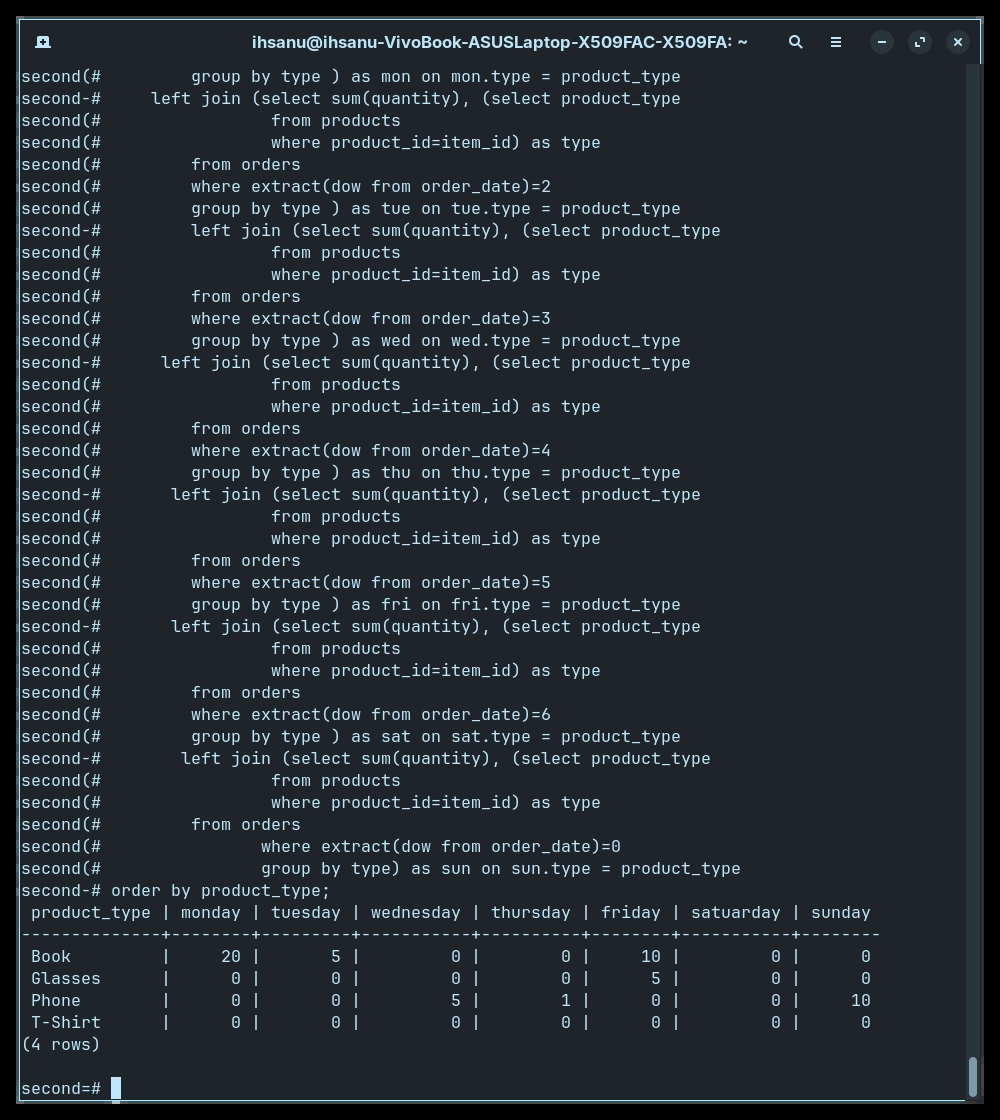 ihsanu@ihsanu-VivoBook-ASUSLaptop-X509FAC-X509FA: ~
second(#         group by type ) as mon on mon.type = product_type
second-#     left join (select sum(quantity), (select product_type
second(#                 from products
second(#                 where product_id=item_id) as type
second(#         from orders
second(#         where extract(dow from order_date)=2
second(#         group by type ) as tue on tue.type = product_type
second-#         left join (select sum(quantity), (select product_type
second(#                 from products
second(#                 where product_id=item_id) as type
second(#         from orders
second(#         where extract(dow from order_date)=3
second(#         group by type ) as wed on wed.type = product_type
second-#      left join (select sum(quantity), (select product_type
second(#                 from products
second(#                 where product_id=item_id) as type
second(#         from orders
second(#         where extract(dow from order_date)=4
second(#         group by type ) as thu on thu.type = product_type
second-#       left join (select sum(quantity), (select product_type
second(#                 from products
second(#                 where product_id=item_id) as type
second(#         from orders
second(#         where extract(dow from order_date)=5
second(#         group by type ) as fri on fri.type = product_type
second-#       left join (select sum(quantity), (select product_type
second(#                 from products
second(#                 where product_id=item_id) as type
second(#         from orders
second(#         where extract(dow from order_date)=6
second(#         group by type ) as sat on sat.type = product_type
second-#        left join (select sum(quantity), (select product_type
second(#                 from products
second(#                 where product_id=item_id) as type
second(#         from orders
second(#                where extract(dow from order_date)=0
second(#                group by type) as sun on sun.type = product_type
second-# order by product_type;
 product_type | monday | tuesday | wednesday | thursday | friday | satuarday | sunday
--------------+--------+---------+-----------+----------+--------+-----------+--------
 Book         |     20 |       5 |         0 |        0 |     10 |         0 |      0
 Glasses      |      0 |       0 |         0 |        0 |      5 |         0 |      0
 Phone        |      0 |       0 |         5 |        1 |      0 |         0 |     10
 T-Shirt      |      0 |       0 |         0 |        0 |      0 |         0 |      0
(4 rows)
second=#